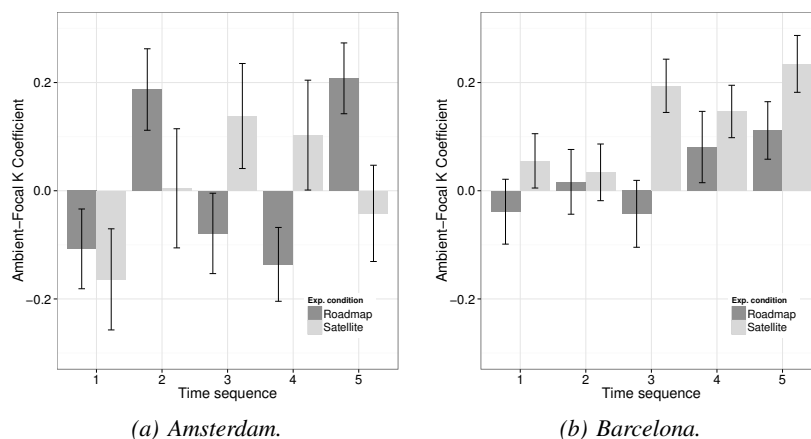 Ambient−Focal K Coefficient
0.2
0.0
−0.2
Exp. condition
Roadmap
Satellite
1 2 3 4 5
Time sequence
(a) Amsterdam.
Ambient−Focal K Coefficient
0.2
0.0
−0.2
Exp. condition
Roadmap
Satellite
1 2 3 4 5
Time sequence
(b) Barcelona.